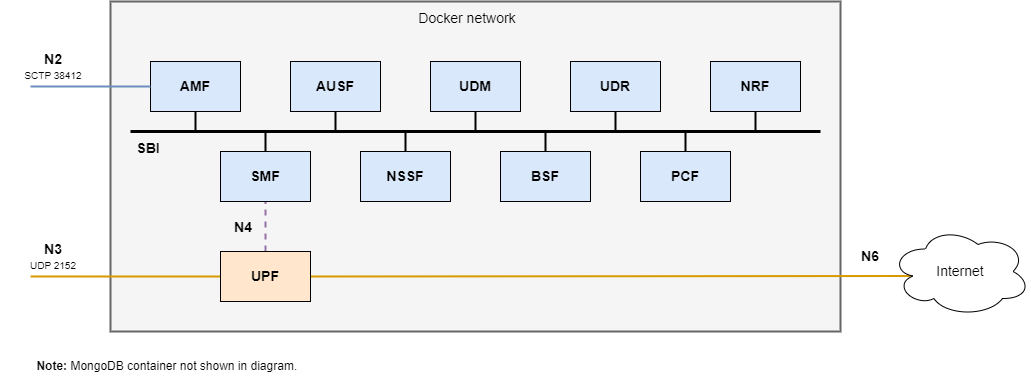 Docker network
N2
SCTP 38412
AMF
AUSF
UDM
UDR
NRF
SBI
SMF
NSSF
BSF
PCF
N4
N3
UDP 2152
UPF
N6
Internet
Note: MongoDB container not shown in diagram.